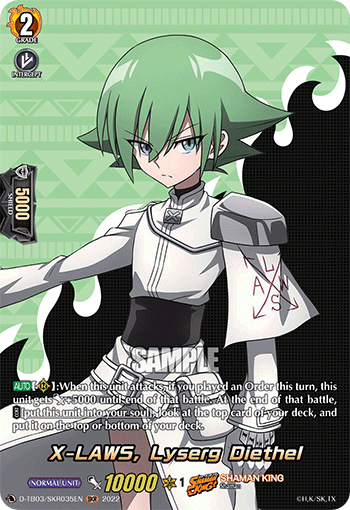 2
GRADE
INTERCEPT
5000
SHIELD
L
A W
S
SAMPLE
AUTO [R]:When this unit attacks, if you played an Order this turn, this
unit gets +5000 until end of that battle. At the end of that battle,
[put this unit into your soul], look at the top card of your deck, and
put it on the top or bottom of your deck.
X-LAWS, Lyserg Diethel
NORMAL UNIT
10000
1
SHAMAN KING
D-TB03/SKR035EN
2022
©H,K/SK,TX